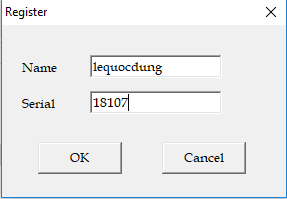 Register
Name lequocdung
Serial 18107
OK Cancel